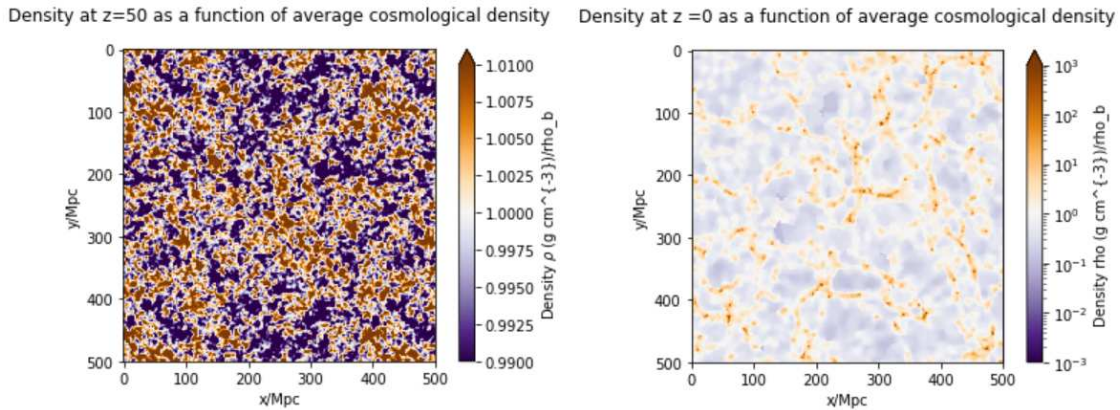 Density at z=50 as a function of average cosmological density
0
100
200
300
400
500
y/Mpc
0 100 200 300 400 500
x/Mpc
1.0100
1.0075
1.0050
1.0025
1.0000
0.9975
0.9950
0.9925
0.9900
Density ρ (g cm^{-3})/rho_b
Density at z =0 as a function of average cosmological density
0
100
200
300
400
500
y/Mpc
0 100 200 300 400 500
x/Mpc
10³
10²
10¹
10⁰
10⁻¹
10⁻²
10⁻³
Density rho (g cm^{-3})/rho_b